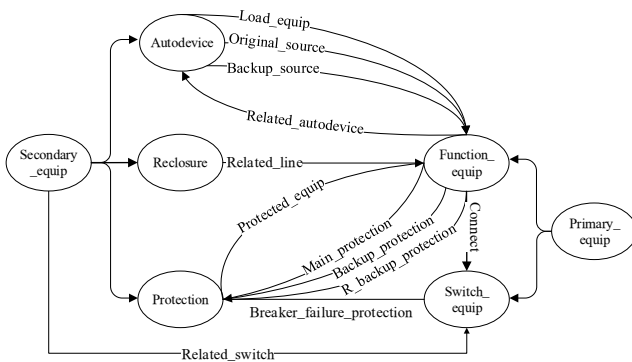 Load_equip
Autodevice
Original_source
Backup_source
Related_autodevice
Secondary
_equip
Reclosure
Related_line
Function_
equip
Protected_equip
Main_protection
Backup_protection
R_backup_protection
Connect
Primary_
equip
Protection
Switch_
equip
Breaker_failure_protection
Related_switch